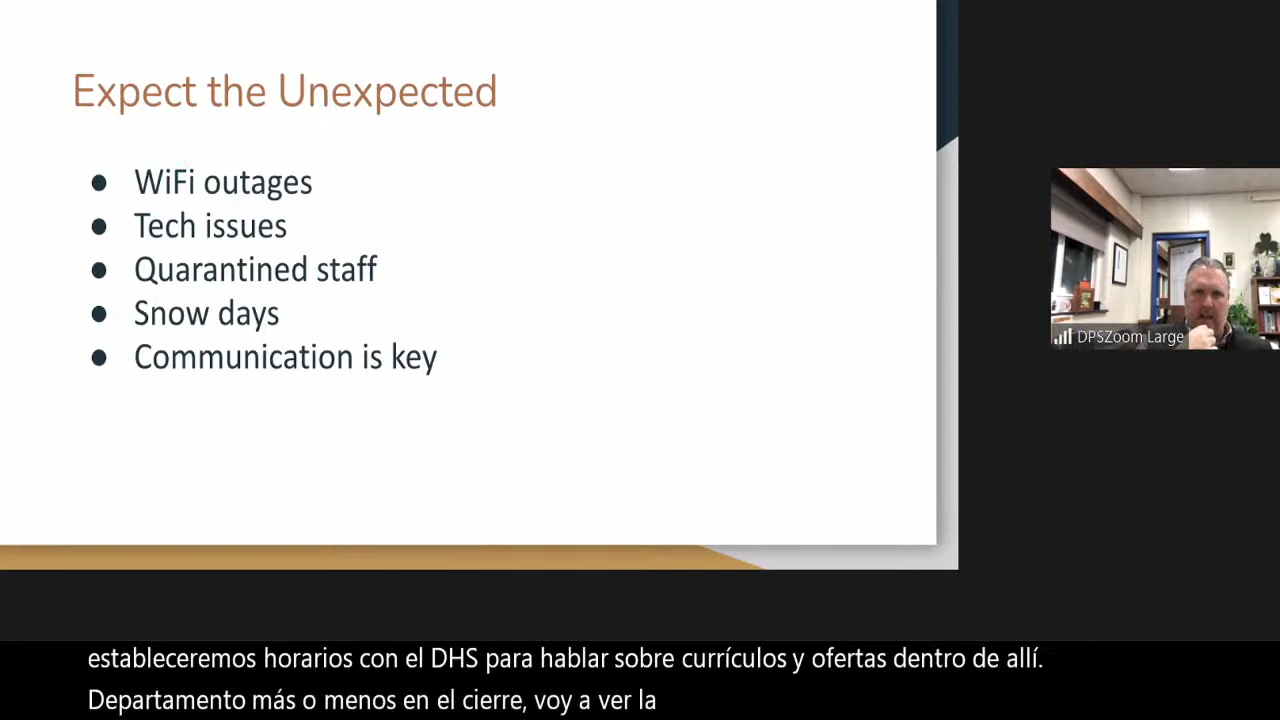 Expect the Unexpected
● WiFi outages
● Tech issues
● Quarantined staff
● Snow days
● Communication is key
DPSZoom Large
estableceremos horarios con el DHS para hablar sobre currículos y ofertas dentro de allí.
Departamento más o menos en el cierre, voy a ver la